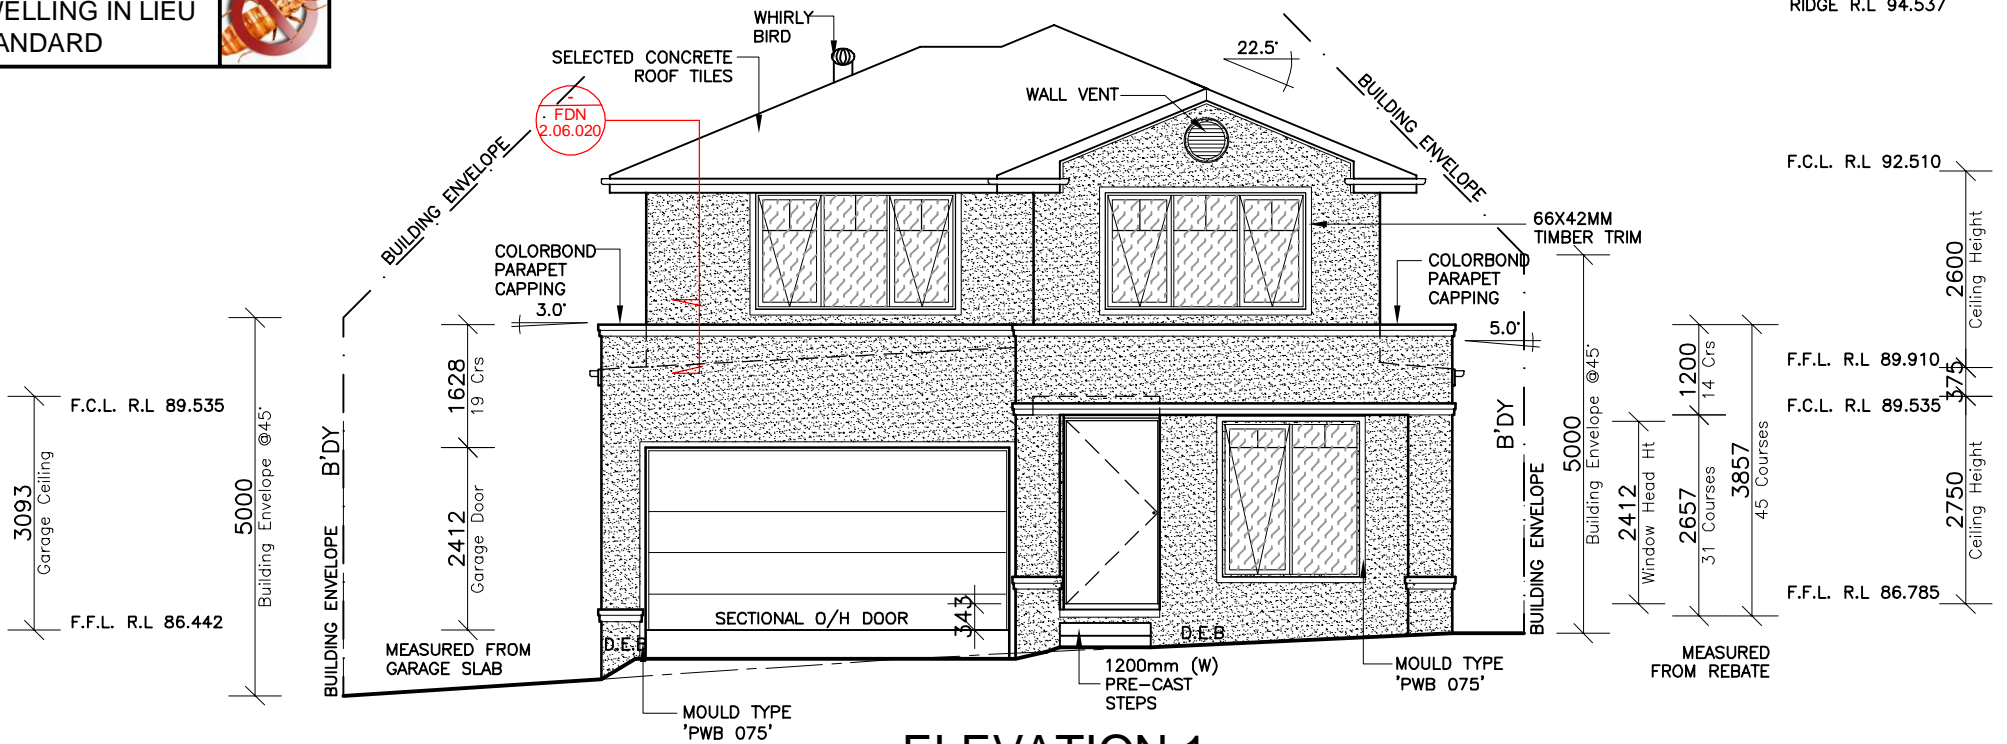 ANDARD
RIDGE R.L 94.537
WHIRLY
BIRD
SELECTED CONCRETE
ROOF TILES
22.5°
WALL VENT
BUILDING ENVELOPE
-
FDN
2.06.020
BUILDING ENVELOPE
F.C.L. R.L 92.510
66X42MM
TIMBER TRIM
COLORBOND
PARAPET
CAPPING
3.0°
COLORBOND
PARAPET
CAPPING
5.0°
2600
Ceiling Height
F.F.L. R.L 89.910
375
F.C.L. R.L 89.535
F.C.L. R.L 89.535
1628
19 Crs
1200
14 Crs
3093
Garage Ceiling
5000
Building Envelope @45°
B'DY
BUILDING ENVELOPE
2412
Garage Door
B'DY
BUILDING ENVELOPE
5000
Building Envelope @45°
2412
Window Head Ht
2657
31 Courses
3857
45 Courses
2750
Ceiling Height
F.F.L. R.L 86.442
F.F.L. R.L 86.785
SECTIONAL O/H DOOR
343
D.E.B
D.E.B
MEASURED FROM
GARAGE SLAB
MEASURED
FROM REBATE
1200mm (W)
PRE-CAST
STEPS
MOULD TYPE
'PWB 075'
MOULD TYPE
'PWB 075'
ELEVATION 1
WELLING IN LIEU